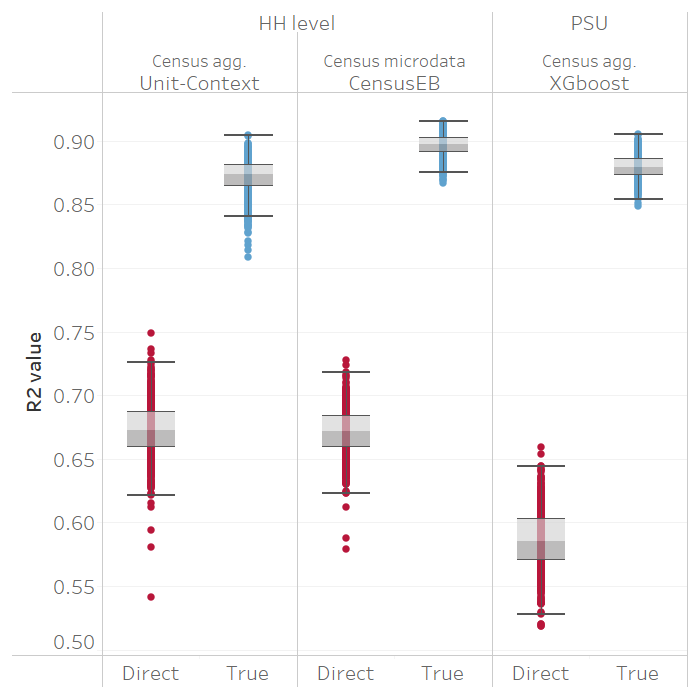 HH level PSU
Census agg. Census microdata Census agg.
Unit-Context CensusEB XGboost
0.90
0.85
0.80
0.75
0.70
0.65
0.60
0.55
0.50
R2 value
Direct True Direct True Direct True